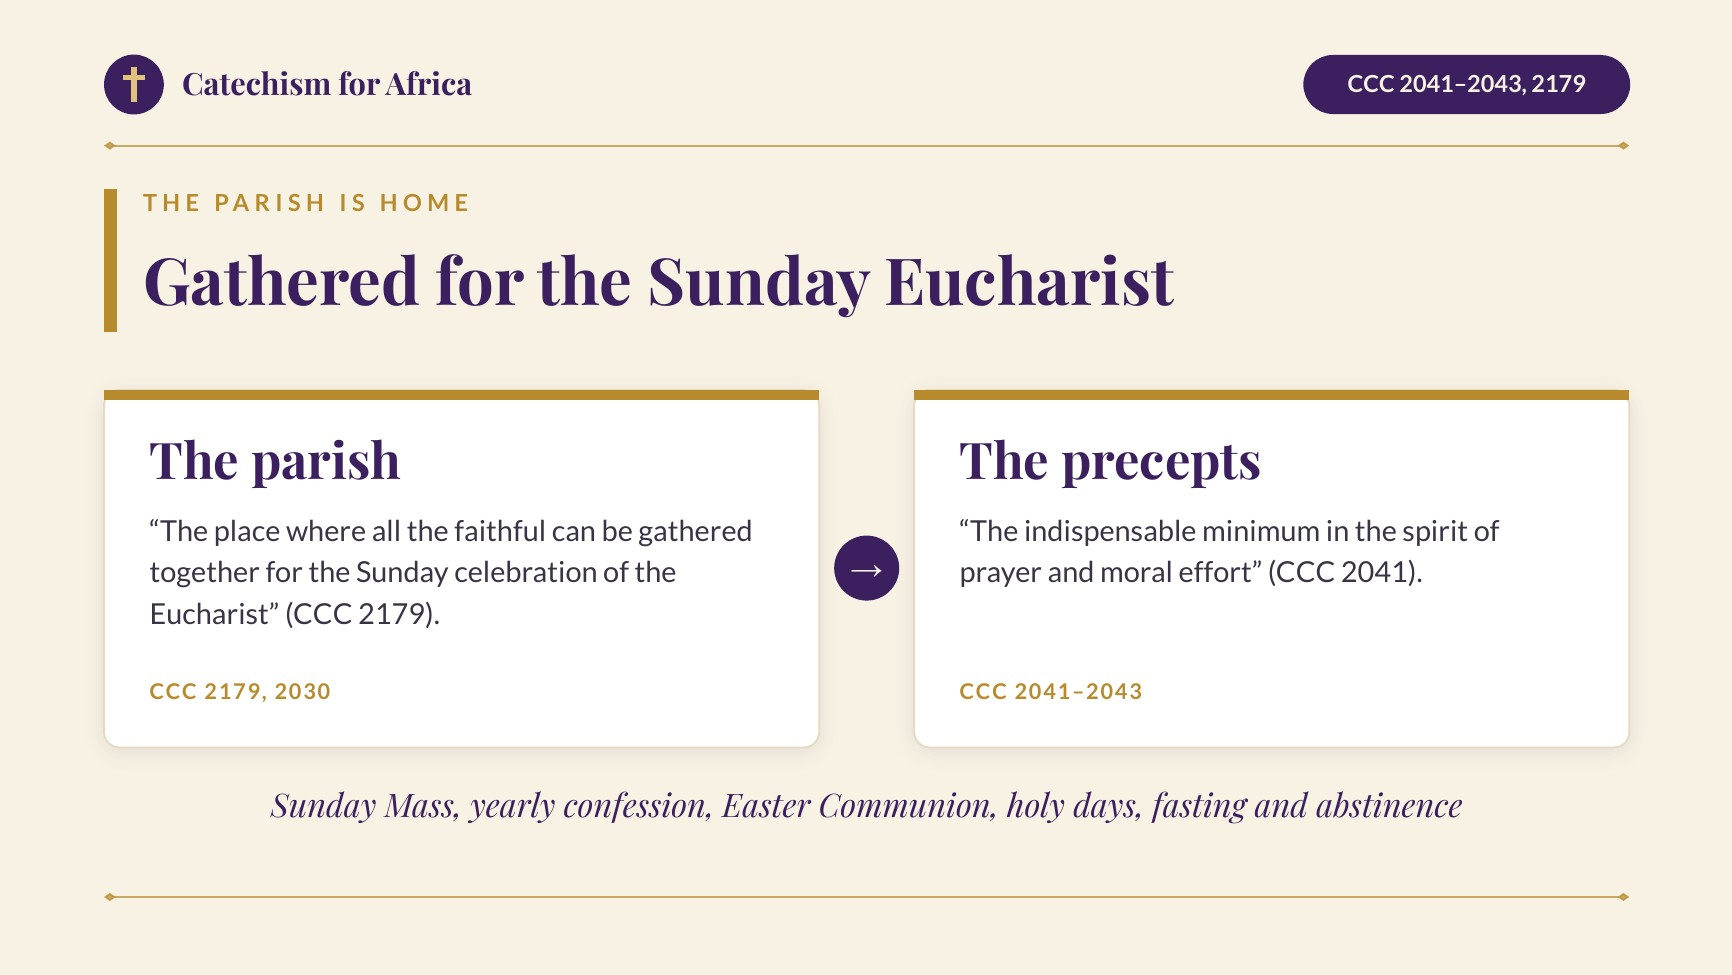 Catechism for Africa
CCC 2041–2043, 2179
THE PARISH IS HOME
Gathered for the Sunday Eucharist
The parish
“The place where all the faithful can be gathered
together for the Sunday celebration of the
Eucharist” (CCC 2179).
CCC 2179, 2030
→
The precepts
“The indispensable minimum in the spirit of
prayer and moral effort” (CCC 2041).
CCC 2041–2043
Sunday Mass, yearly confession, Easter Communion, holy days, fasting and abstinence